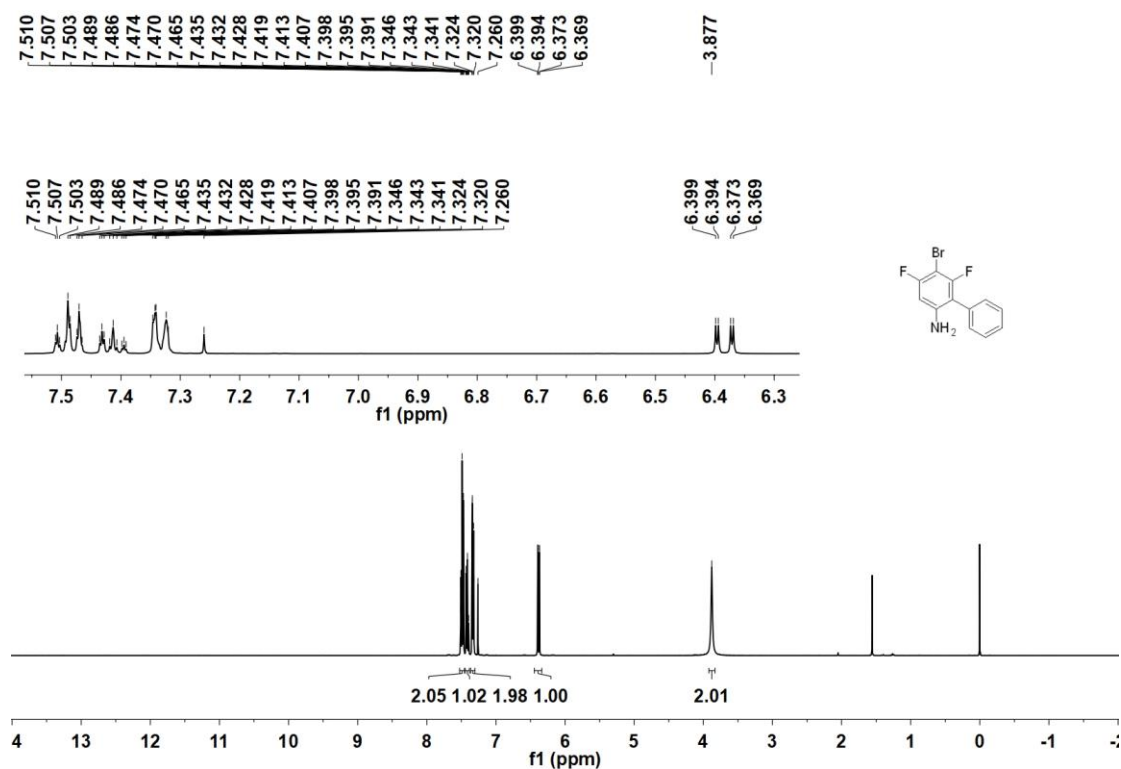 7.510 7.507 7.503 7.489 7.486 7.474 7.470 7.465 7.435 7.432 7.428 7.419 7.413 7.407 7.398 7.395 7.391 7.346 7.343 7.341 7.324 7.320 7.260 6.399 6.394 6.373 6.369 3.877
7.510 7.507 7.503 7.489 7.486 7.474 7.470 7.465 7.435 7.432 7.428 7.419 7.413 7.407 7.398 7.395 7.391 7.346 7.343 7.341 7.324 7.320 7.260 6.399 6.394 6.373 6.369
Br
F F
NH2
7.5 7.4 7.3 7.2 7.1 7.0 6.9 6.8 6.7 6.6 6.5 6.4 6.3
f1 (ppm)
2.05 1.02 1.98 1.00 2.01
4 13 12 11 10 9 8 7 6 5 4 3 2 1 0 -1 -2
f1 (ppm)